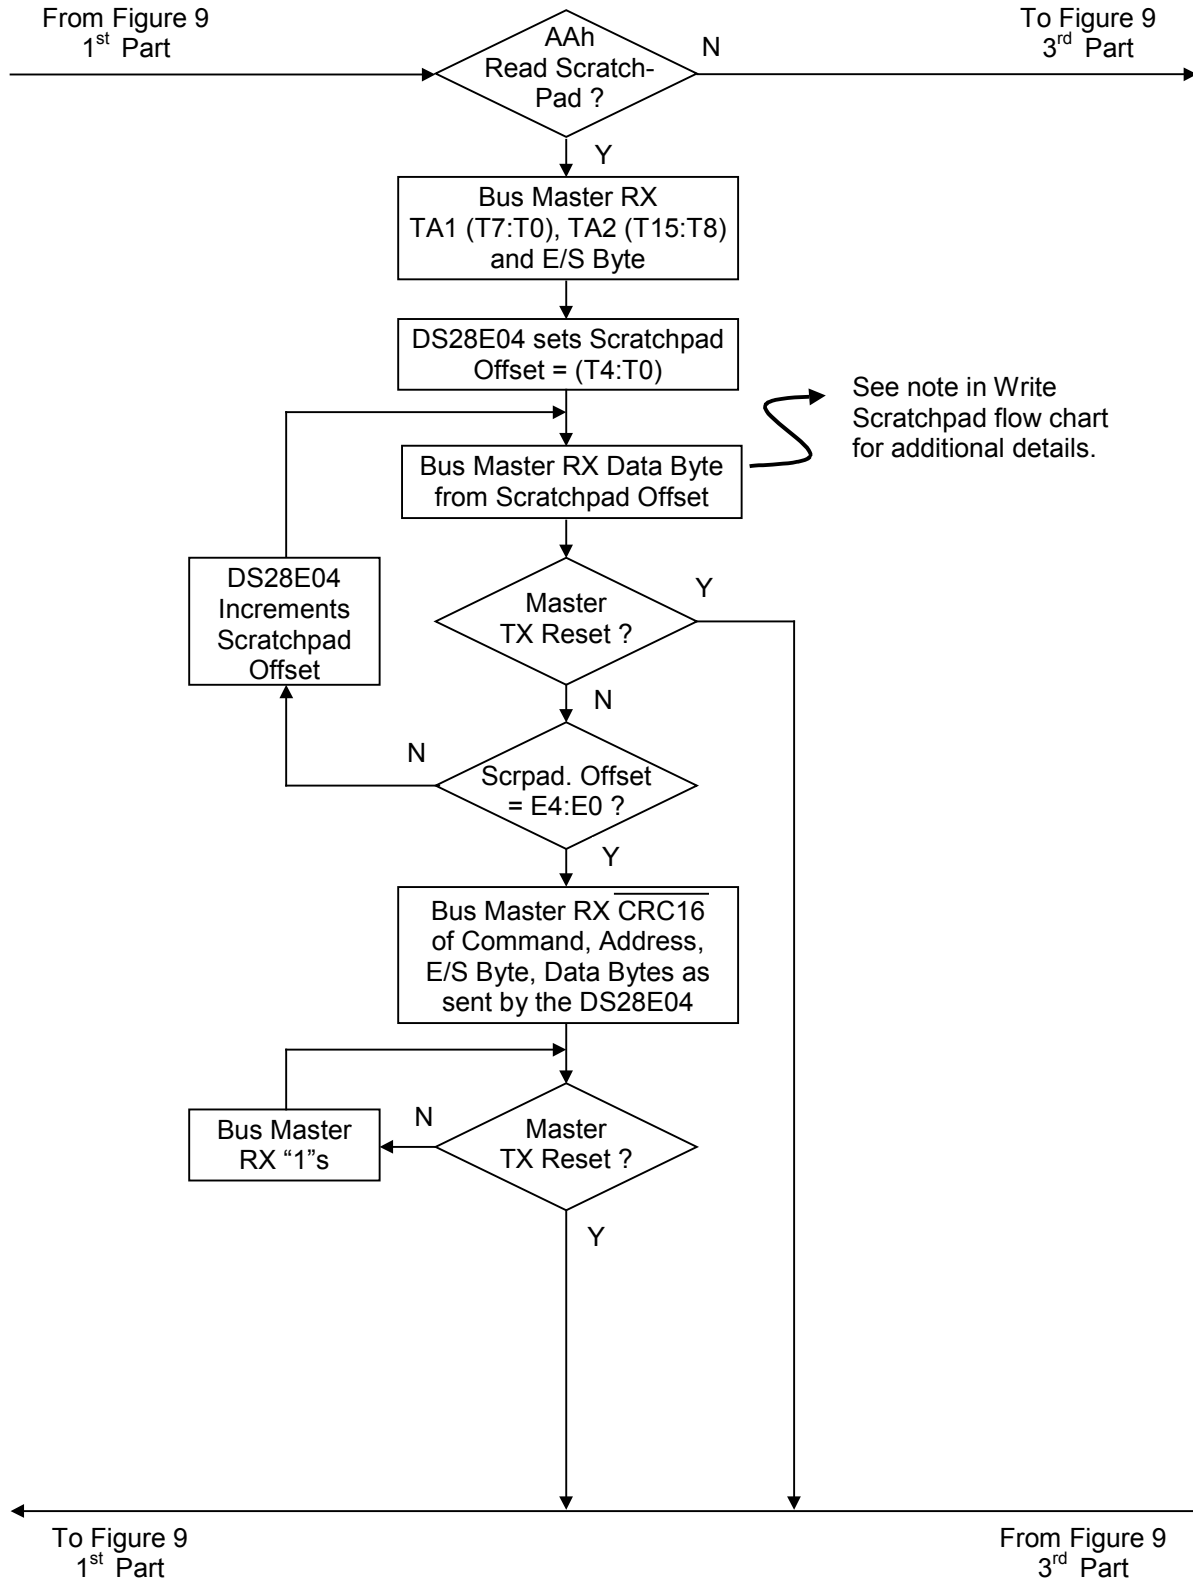 From Figure 9
1st Part
To Figure 9
3rd Part
AAh
Read Scratch-
Pad ?
N
Y
Bus Master RX
TA1 (T7:T0), TA2 (T15:T8)
and E/S Byte
DS28E04 sets Scratchpad
Offset = (T4:T0)
See note in Write
Scratchpad flow chart
for additional details.
Bus Master RX Data Byte
from Scratchpad Offset
DS28E04
Increments
Scratchpad
Offset
Master
TX Reset ?
Y
N
N
Scrpad. Offset
= E4:E0 ?
Y
Bus Master RX CRC16
of Command, Address,
E/S Byte, Data Bytes as
sent by the DS28E04
Bus Master
RX “1”s
N
Master
TX Reset ?
Y
To Figure 9
1st Part
From Figure 9
3rd Part